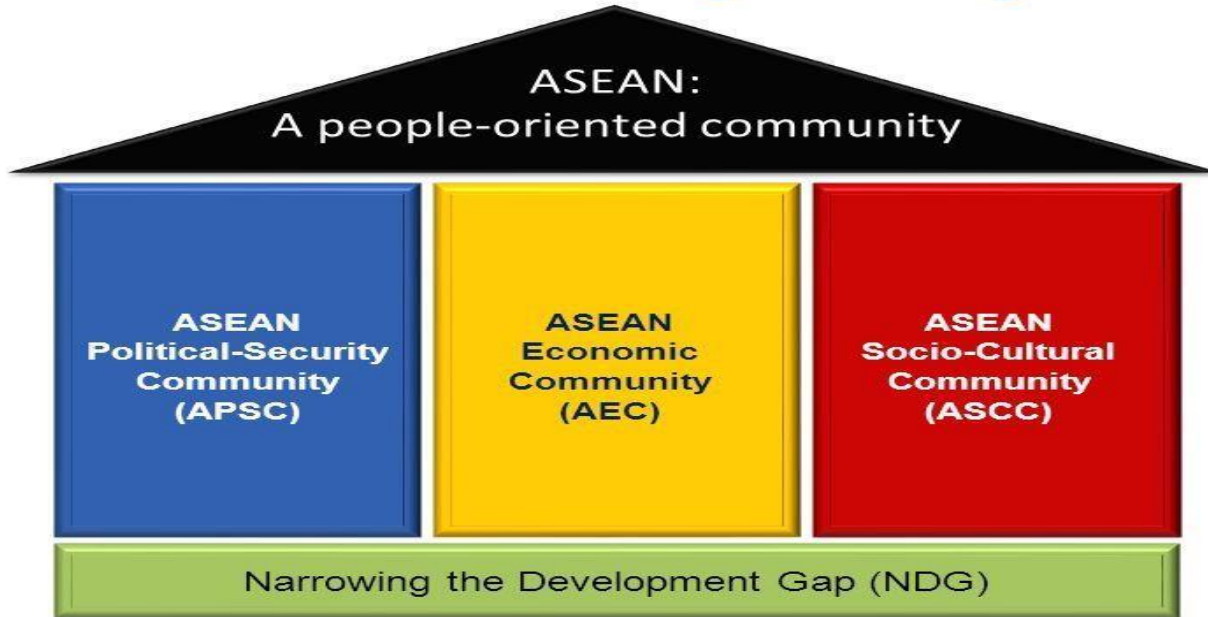 ASEAN:
A people-oriented community
ASEAN
Political-Security
Community
(APSC)
ASEAN
Economic
Community
(AEC)
ASEAN
Socio-Cultural
Community
(ASCC)
Narrowing the Development Gap (NDG)